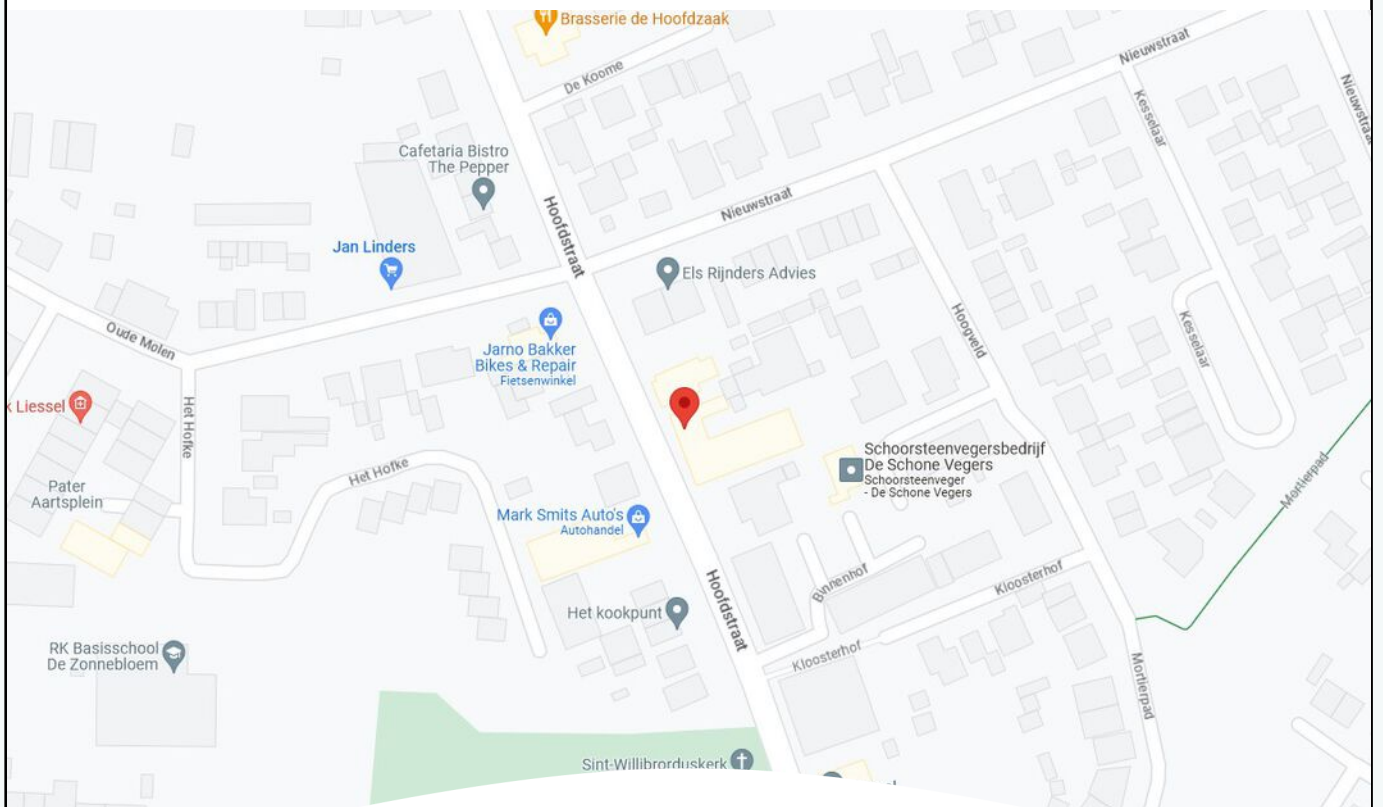 Brasserie de Hoofdzaak
De Koome
Nieuwstraat
Kesselaar
Cafetaria Bistro
The Pepper
Hoofdstraat
Nieuwstraat
Jan Linders
Els Rijnders Advies
Oude Molen
Jarno Bakker
Bikes & Repair
Fietsenwinkel
Hoogveld
Kesselaar
Liessel
Het Hofke
Het Hofke
Schoorsteenvegersbedrijf
De Schone Vegers
Schoorsteenveger
- De Schone Vegers
Mortierpad
Pater
Aartsplein
Mark Smits Auto's
Autohandel
Hoofdstraat
Binnenhof
Kloosterhof
Het kookpunt
Kloosterhof
RK Basisschool
De Zonnebloem
Mortierpad
Sint-Willibrorduskerk